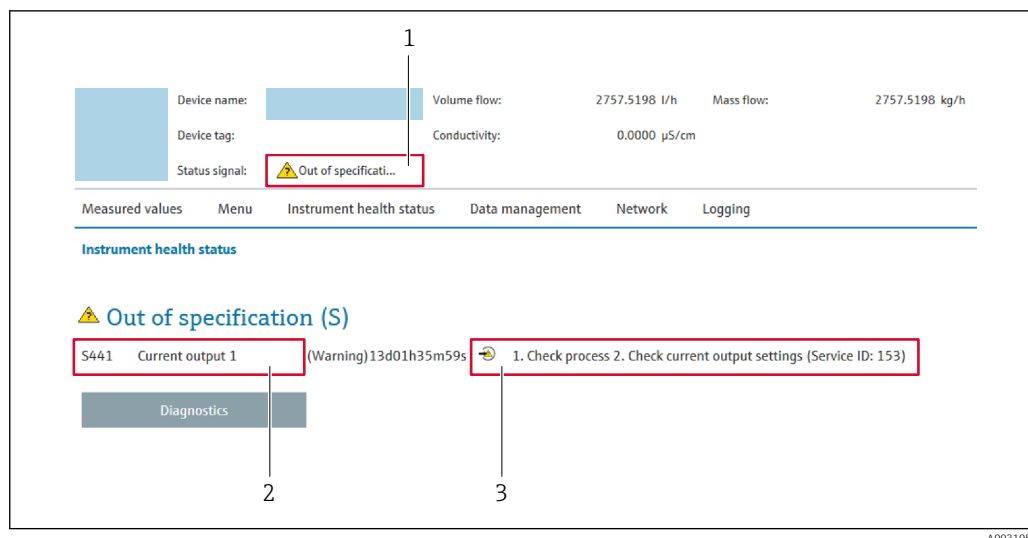 1
Device name: Volume flow: 2757.5198 l/h Mass flow: 2757.5198 kg/h
Device tag: Conductivity: 0.0000 µS/cm
Status signal: Out of specificati...
Measured values Menu Instrument health status Data management Network Logging
Instrument health status
Out of specification (S)
S441 Current output 1 (Warning)13d01h35m59s 1. Check process 2. Check current output settings (Service ID: 153)
Diagnostics
2 3